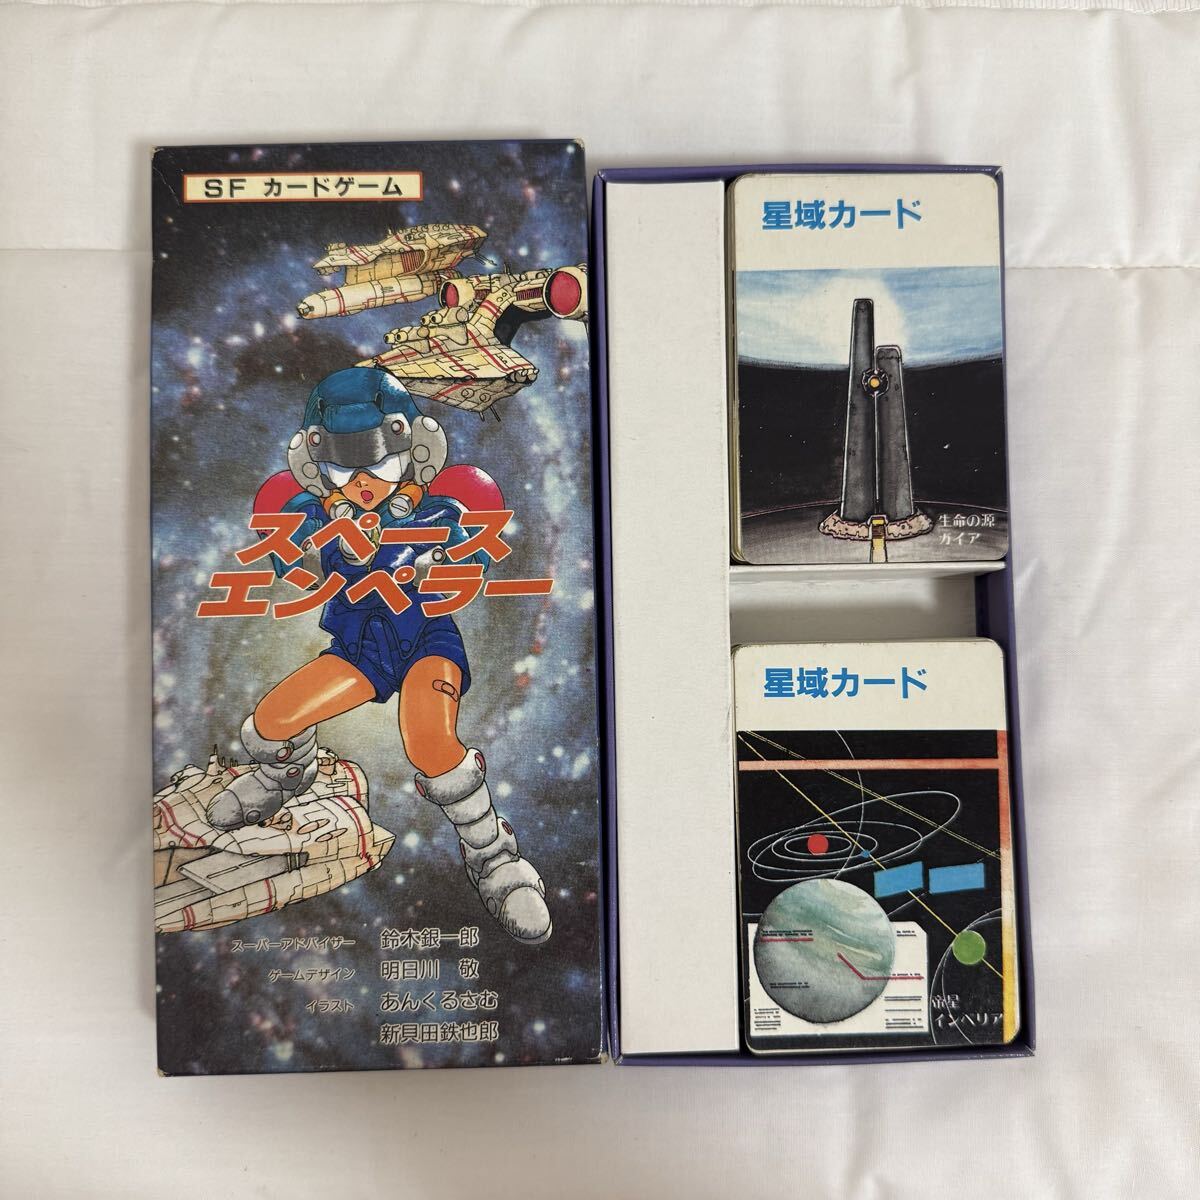 SF カードゲーム
スペース
エンペラー
スーパーアドバイザー 鈴木銀一郎
ゲームデザイン 明日川 敬
イラスト あんくるさむ
新貝田鉄也郎
星域カード
生命の源
ガイア
星域カード
帝星
インペリア